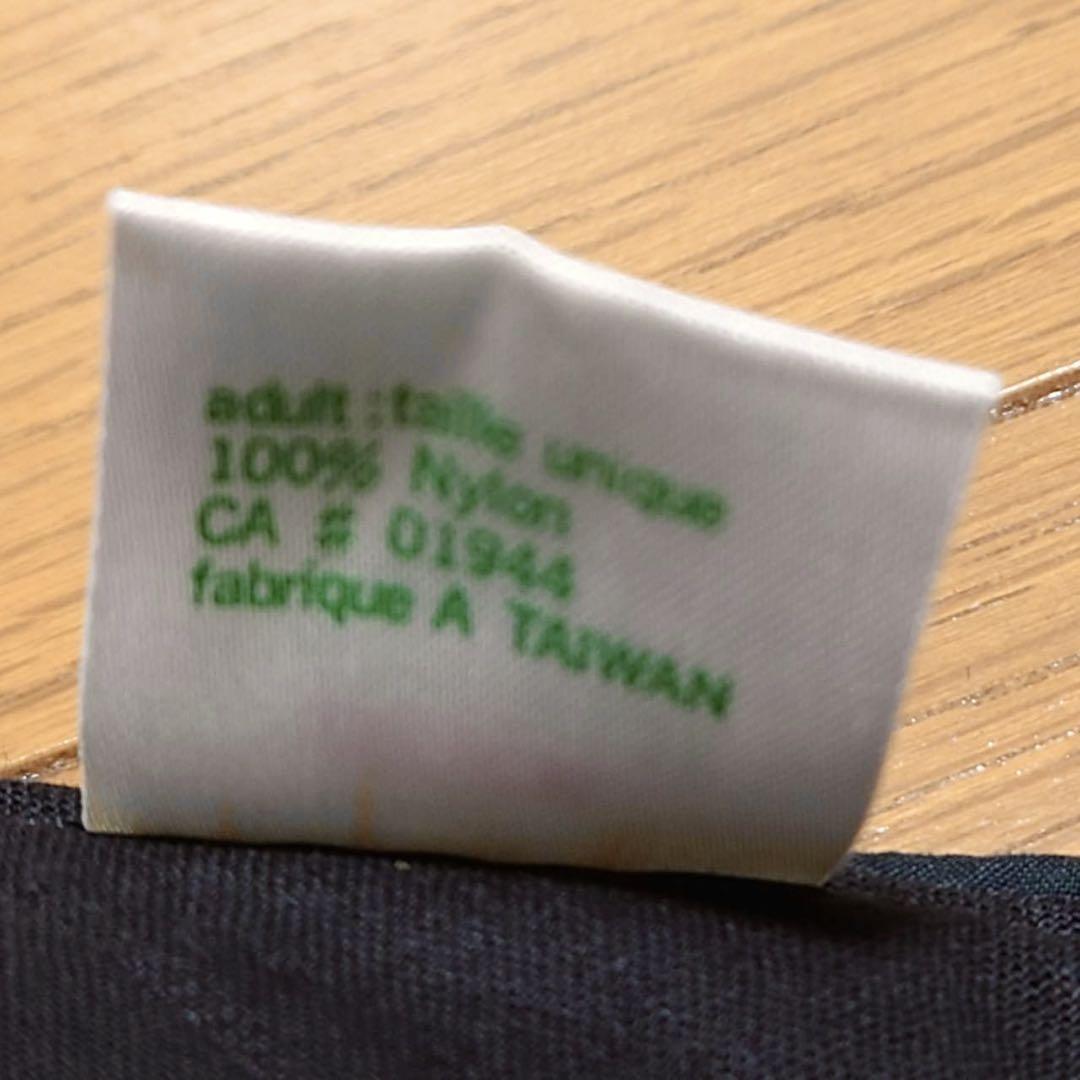 adult : taille unique
100% Nylon
CA # 01944
fabrique A TAIWAN